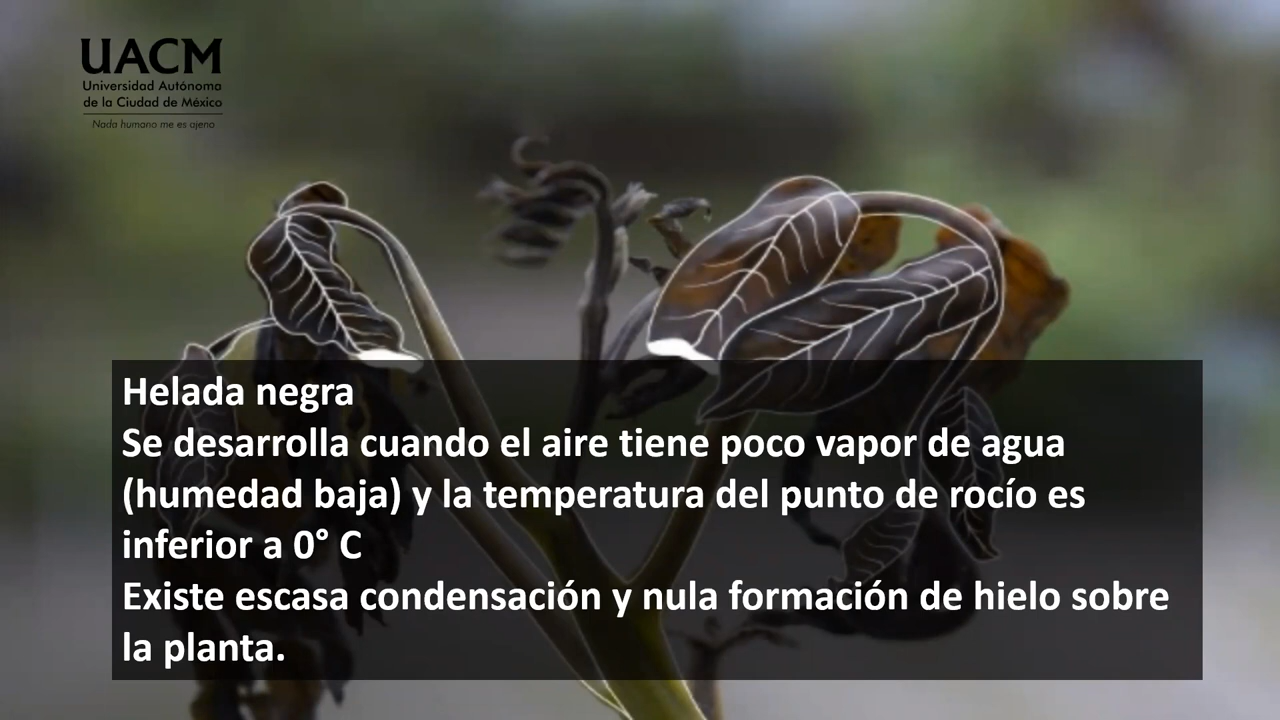 UACM
Universidad Autónoma
de la Ciudad de México
Nada humano me es ajeno
Helada negra
Se desarrolla cuando el aire tiene poco vapor de agua
(humedad baja) y la temperatura del punto de rocío es
inferior a 0° C
Existe escasa condensación y nula formación de hielo sobre
la planta.